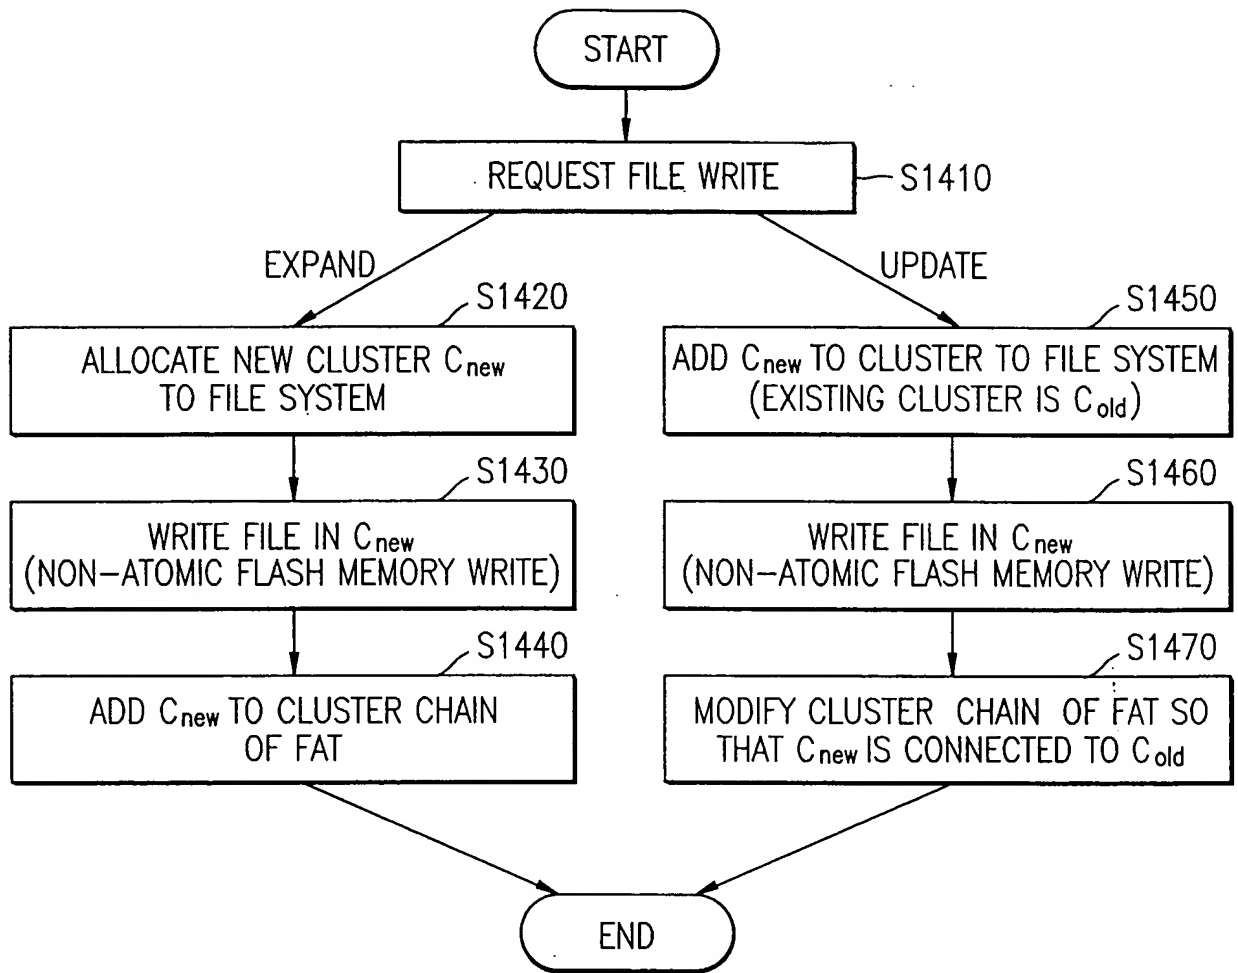 START
REQUEST FILE WRITE
S1410
EXPAND
UPDATE
S1420
ALLOCATE NEW CLUSTER Cnew
TO FILE SYSTEM
S1450
ADD Cnew TO CLUSTER TO FILE SYSTEM
(EXISTING CLUSTER IS Cold)
S1430
WRITE FILE IN Cnew
(NON-ATOMIC FLASH MEMORY WRITE)
S1460
WRITE FILE IN Cnew
(NON-ATOMIC FLASH MEMORY WRITE)
S1440
ADD Cnew TO CLUSTER CHAIN
OF FAT
S1470
MODIFY CLUSTER CHAIN OF FAT SO
THAT Cnew IS CONNECTED TO Cold
END